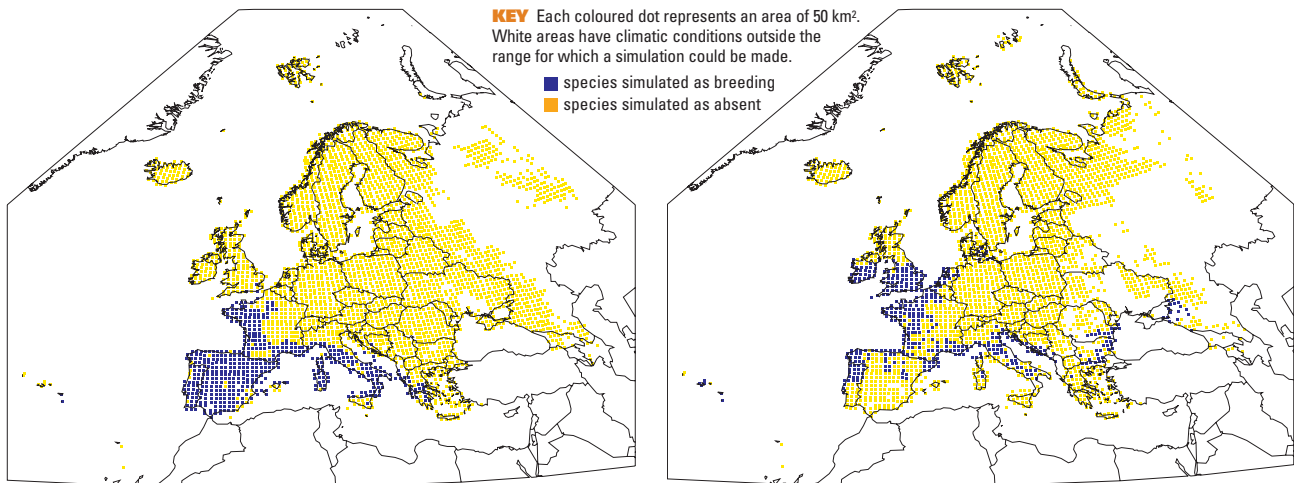 KEY Each coloured dot represents an area of 50 km².
White areas have climatic conditions outside the
range for which a simulation could be made.
species simulated as breeding
species simulated as absent